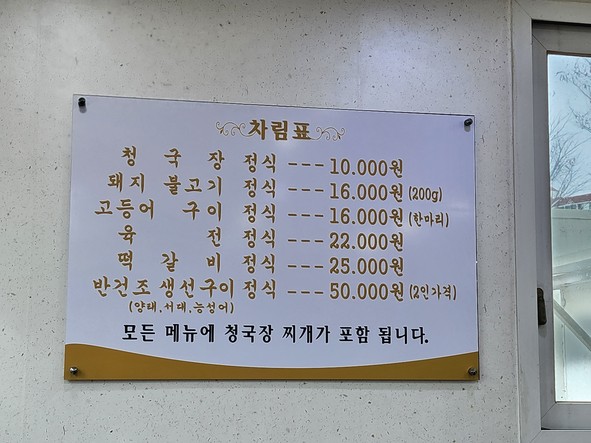 차림표
청국장 정식 --- 10.000원
돼지 불고기 정식 --- 16.000원 (200g)
고등어 구이 정식 --- 16.000원 (한마리)
육전 정식 --- 22.000원
떡갈비 정식 --- 25.000원
반건조생선구이 정식 --- 50.000원 (2인가격)
(양태.서대.능성어)
모든 메뉴에 청국장 찌개가 포함 됩니다.